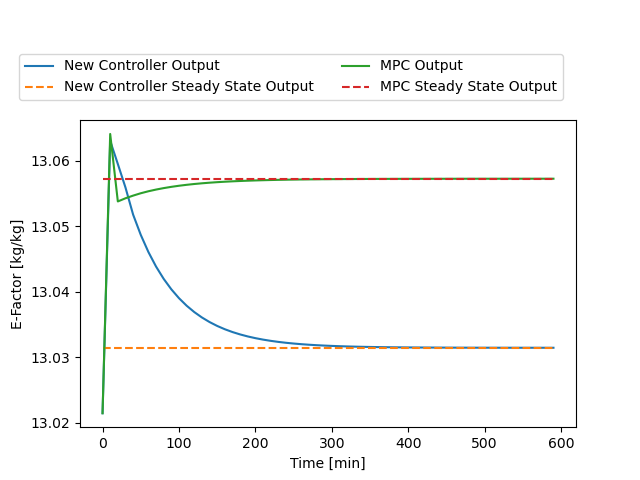 New Controller Output
New Controller Steady State Output
MPC Output
MPC Steady State Output
E-Factor [kg/kg]
13.06
13.05
13.04
13.03
13.02
0 100 200 300 400 500 600
Time [min]